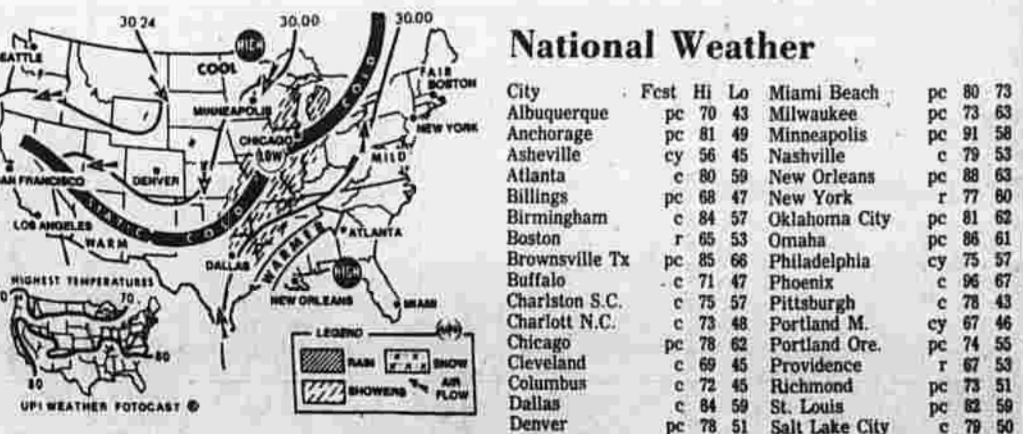 30.24
30.00
30.00
SEATTLE
HIGH
COOL
COLD
FAIR
BOSTON
MINNEAPOLIS
NEW YORK
CHICAGO
LOW
MILD
SAN FRANCISCO
DENVER
LOS ANGELES
WARM
STATIC
COLD
ATLANTA
DALLAS
WARMER
HIGH
HIGHEST TEMPERATURES
NEW ORLEANS
MIAMI
70
70
80
80
LEGEND
RAIN
SNOW
SHOWERS
AIR
FLOW
UPI WEATHER FOTOCAST ©
National Weather
City Fcst Hi Lo
Albuquerque pc 70 43
Anchorage pc 81 49
Asheville cy 56 45
Atlanta c 80 59
Billings pc 68 47
Birmingham c 84 57
Boston r 65 53
Brownsville Tx pc 85 66
Buffalo c 71 47
Charlston S.C. c 75 57
Charlott N.C. c 73 48
Chicago pc 78 62
Cleveland c 69 45
Columbus c 72 45
Dallas c 84 59
Denver pc 78 51
Miami Beach pc 80 73
Milwaukee pc 73 63
Minneapolis pc 91 58
Nashville c 79 53
New Orleans pc 88 63
New York r 77 60
Oklahoma City pc 81 62
Omaha pc 86 61
Philadelphia cy 75 57
Phoenix c 96 67
Pittsburgh c 78 43
Portland M. cy 67 46
Portland Ore. pc 74 55
Providence r 67 53
Richmond pc 73 51
St. Louis pc 82 59
Salt Lake City c 79 50